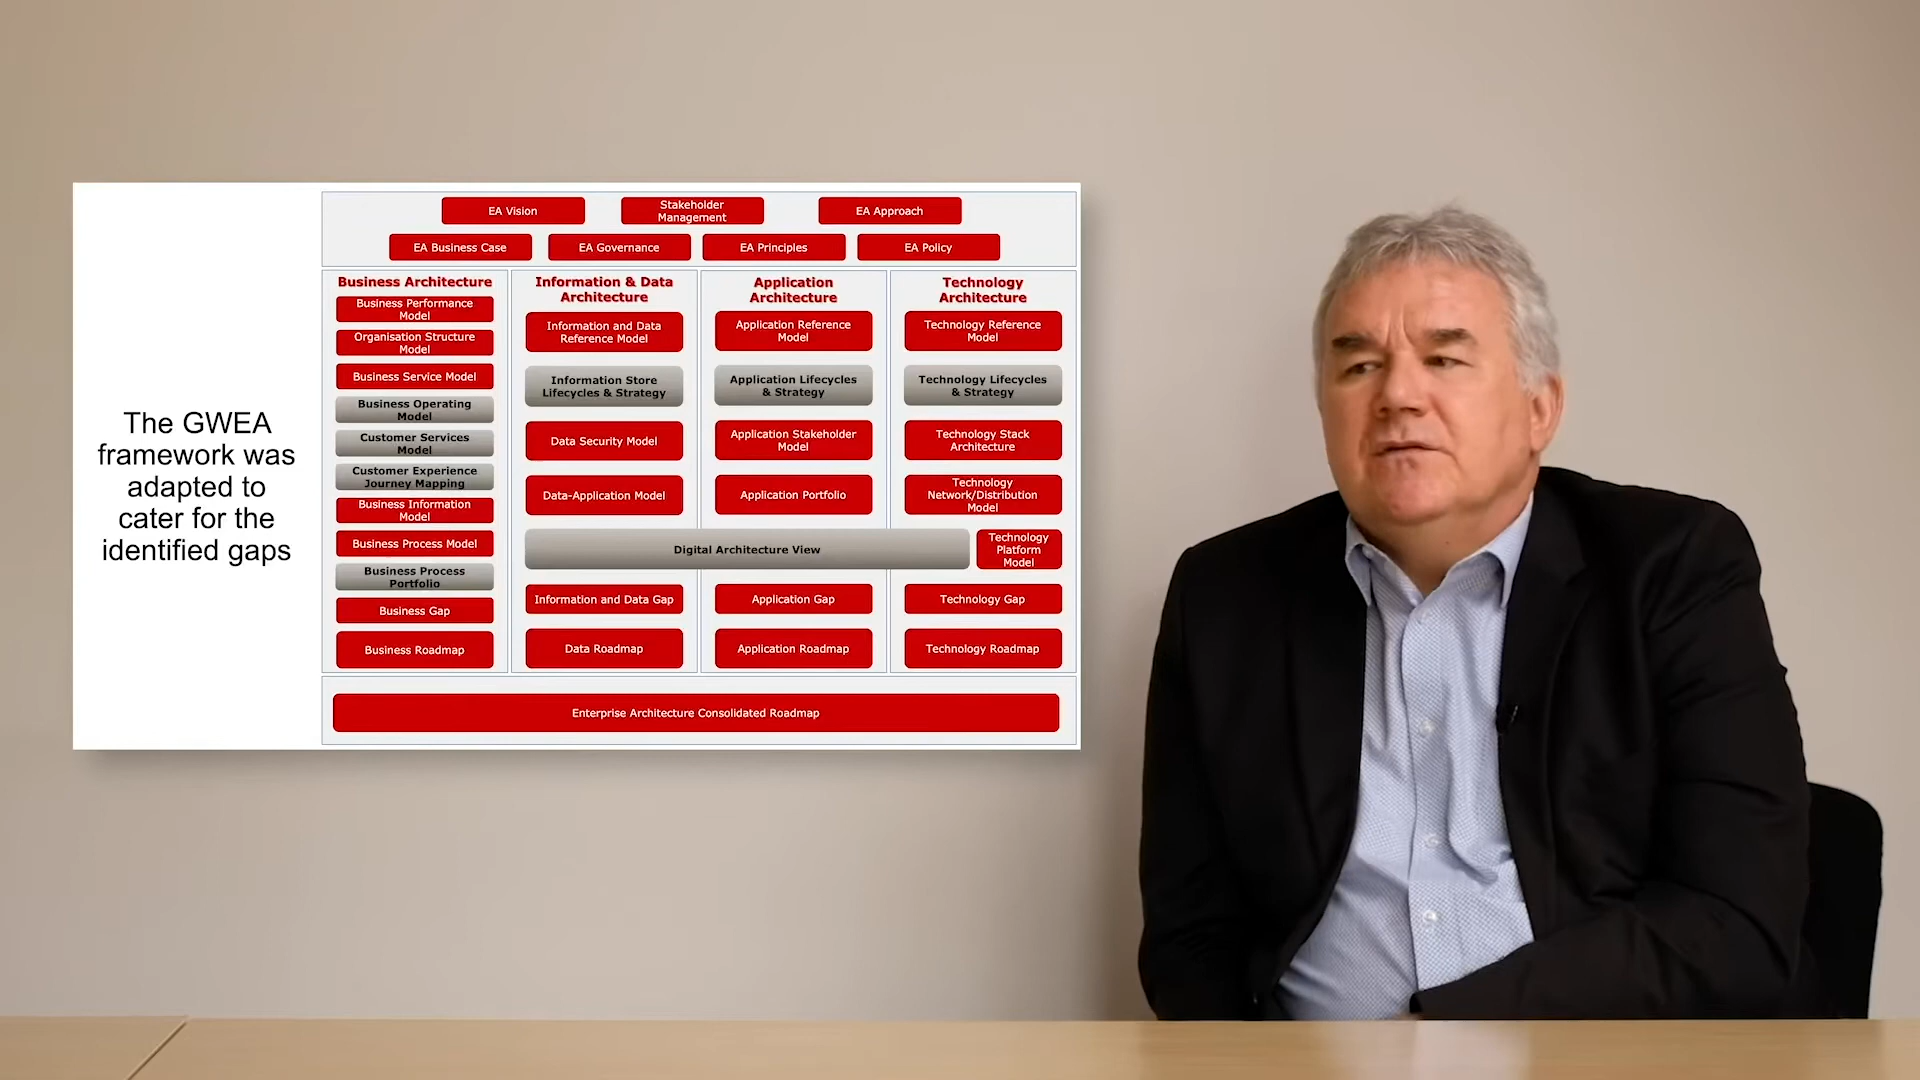 The GWEA
framework was
adapted to
cater for the
identified gaps
EA Vision
Stakeholder
Management
EA Approach
EA Business Case
EA Governance
EA Principles
EA Policy
Business Architecture
Business Performance
Model
Organisation Structure
Model
Business Service Model
Business Operating
Model
Customer Services
Model
Customer Experience
Journey Mapping
Business Information
Model
Business Process Model
Business Process
Portfolio
Business Gap
Business Roadmap
Information & Data
Architecture
Information and Data
Reference Model
Information Store
Lifecycles & Strategy
Data Security Model
Data-Application Model
Digital Architecture View
Information and Data Gap
Data Roadmap
Application
Architecture
Application Reference
Model
Application Lifecycles
& Strategy
Application Stakeholder
Model
Application Portfolio
Application Gap
Application Roadmap
Technology
Architecture
Technology Reference
Model
Technology Lifecycles
& Strategy
Technology Stack
Architecture
Technology
Network/Distribution
Model
Technology
Platform
Model
Technology Gap
Technology Roadmap
Enterprise Architecture Consolidated Roadmap